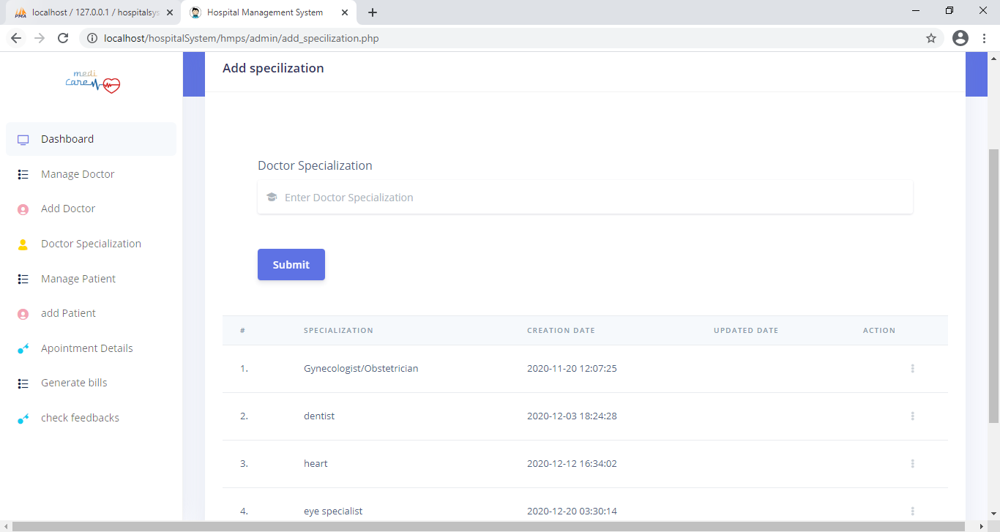 localhost / 127.0.0.1 / hospitalsys
Hospital Management System
localhost/hospitalSystem/hmps/admin/add_specilization.php
medi
care
Dashboard
Manage Doctor
Add Doctor
Doctor Specialization
Manage Patient
add Patient
Apointment Details
Generate bills
check feedbacks
Add specilization
Doctor Specialization
Enter Doctor Specialization
Submit
# SPECIALIZATION CREATION DATE UPDATED DATE ACTION
1. Gynecologist/Obstetrician 2020-11-20 12:07:25
2. dentist 2020-12-03 18:24:28
3. heart 2020-12-12 16:34:02
4. eye specialist 2020-12-20 03:30:14